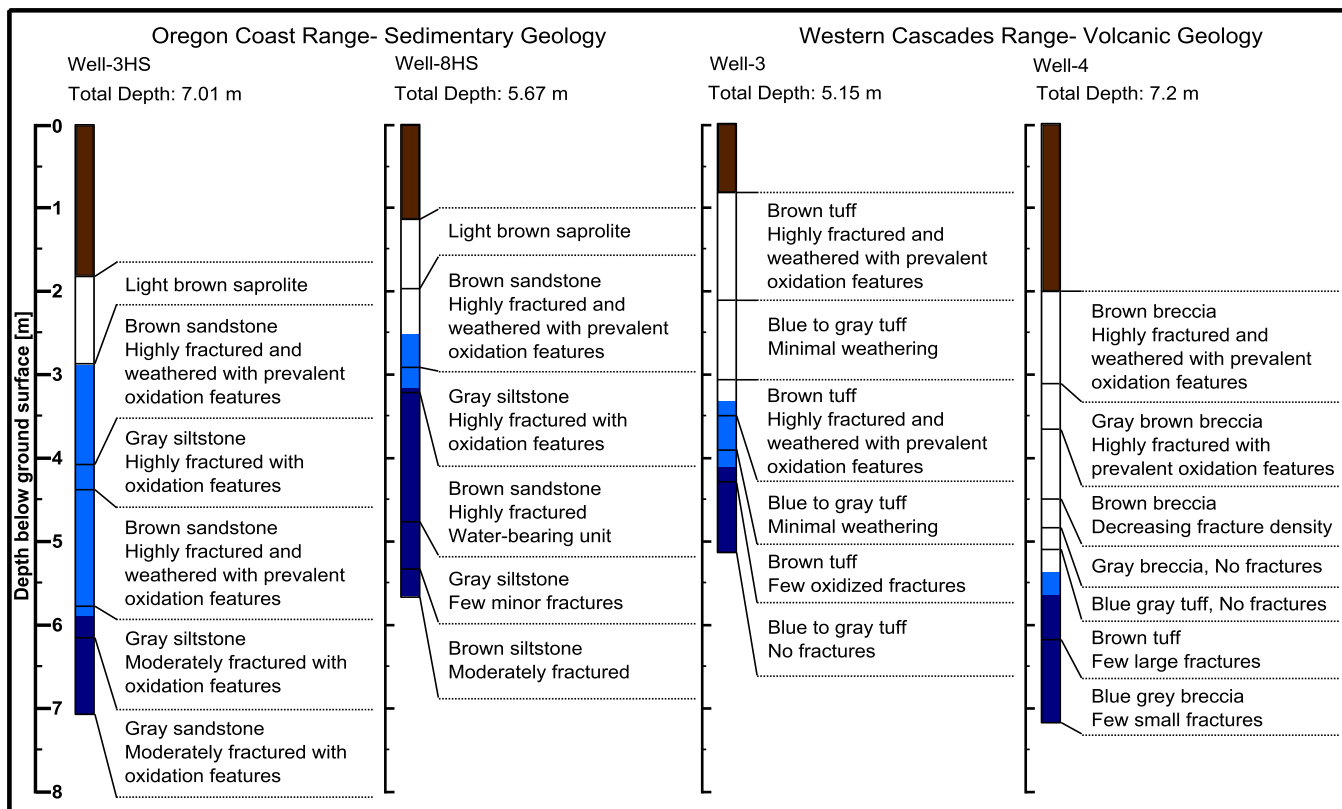 Oregon Coast Range- Sedimentary Geology
Western Cascades Range- Volcanic Geology
Well-3HS
Total Depth: 7.01 m
Well-8HS
Total Depth: 5.67 m
Well-3
Total Depth: 5.15 m
Well-4
Total Depth: 7.2 m
Depth below ground surface [m]
0
1
2
3
4
5
6
7
8
Light brown saprolite
Brown sandstone
Highly fractured and
weathered with prevalent
oxidation features
Gray siltstone
Highly fractured with
oxidation features
Brown sandstone
Highly fractured and
weathered with prevalent
oxidation features
Gray siltstone
Moderately fractured with
oxidation features
Gray sandstone
Moderately fractured with
oxidation features
Light brown saprolite
Brown sandstone
Highly fractured and
weathered with prevalent
oxidation features
Gray siltstone
Highly fractured with
oxidation features
Brown sandstone
Highly fractured
Water-bearing unit
Gray siltstone
Few minor fractures
Brown siltstone
Moderately fractured
Brown tuff
Highly fractured and
weathered with prevalent
oxidation features
Blue to gray tuff
Minimal weathering
Brown tuff
Highly fractured and
weathered with prevalent
oxidation features
Blue to gray tuff
Minimal weathering
Brown tuff
Few oxidized fractures
Blue to gray tuff
No fractures
Brown breccia
Highly fractured and
weathered with prevalent
oxidation features
Gray brown breccia
Highly fractured with
prevalent oxidation features
Brown breccia
Decreasing fracture density
Gray breccia, No fractures
Blue gray tuff, No fractures
Brown tuff
Few large fractures
Blue grey breccia
Few small fractures